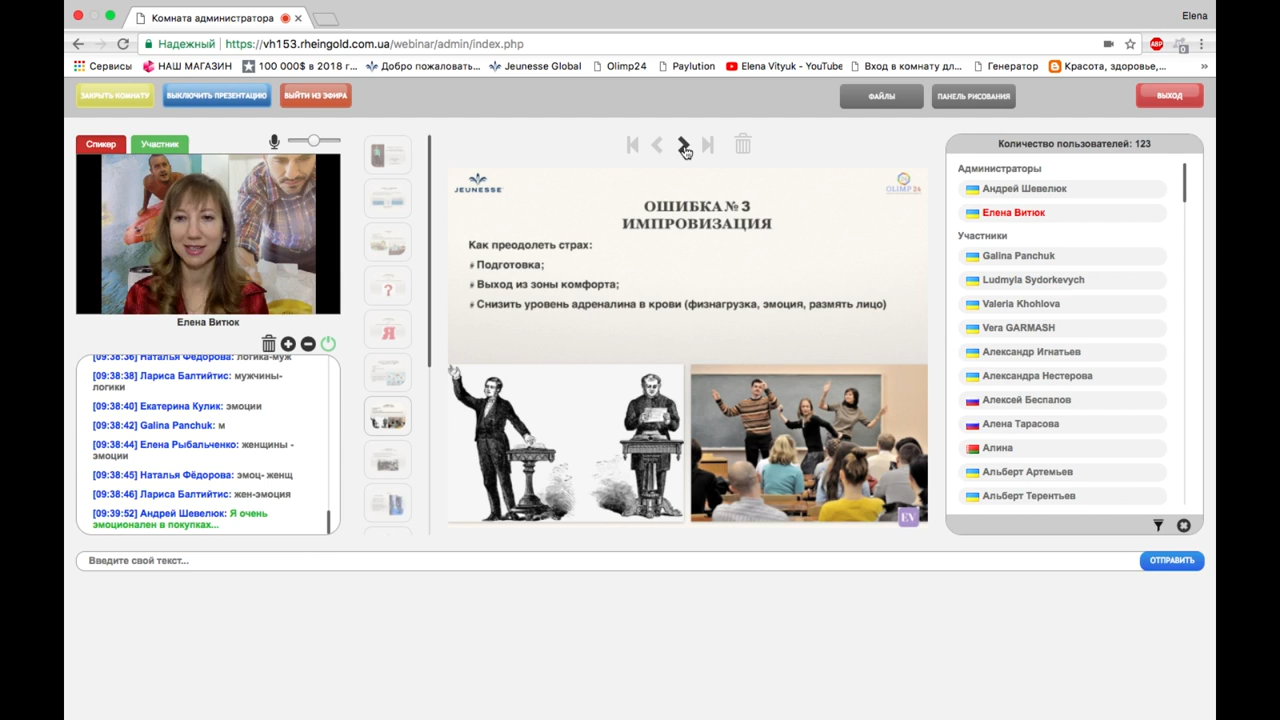 Комната администратора
Elena
Надежный
https://vh153.rheingold.com.ua/webinar/admin/index.php
ABP
0
Сервисы
НАШ МАГАЗИН
100 000$ в 2018 г...
Добро пожаловать...
Jeunesse Global
Olimp24
Paylution
Elena Vityuk - YouTube
Вход в комнату дл...
Генератор
Красота, здоровье,...
»
ЗАКРЫТЬ КОМНАТУ
ВЫКЛЮЧИТЬ ПРЕЗЕНТАЦИЮ
ВЫЙТИ ИЗ ЭФИРА
ФАЙЛЫ
ПАНЕЛЬ РИСОВАНИЯ
ВЫХОД
Спикер
Участник
Елена Витюк
[09:38:36] Наталья Фёдорова: логика-муж
[09:38:38] Лариса Балтийтис: мужчины-
логики
[09:38:40] Екатерина Кулик: эмоции
[09:38:42] Galina Panchuk: м
[09:38:44] Елена Рыбальченко: женщины -
эмоции
[09:38:45] Наталья Фёдорова: эмоц- женщ
[09:38:46] Лариса Балтийтис: жен-эмоция
[09:39:52] Андрей Шевелюк: Я очень
эмоционален в покупках...
?
Я
JEUNESSE
OLIMP 24
ОШИБКА № 3
ИМПРОВИЗАЦИЯ
Как преодолеть страх:
Подготовка;
Выход из зоны комфорта;
Снизить уровень адреналина в крови (физнагрузка, эмоция, размять лицо)
EV
Количество пользователей: 123
Администраторы
Андрей Шевелюк
Елена Витюк
Участники
Galina Panchuk
Ludmyla Sydorkevych
Valeria Khohlova
Vera GARMASH
Александр Игнатьев
Александра Нестерова
Алексей Беспалов
Алена Тарасова
Алина
Альберт Артемьев
Альберт Терентьев
Введите свой текст...
ОТПРАВИТЬ